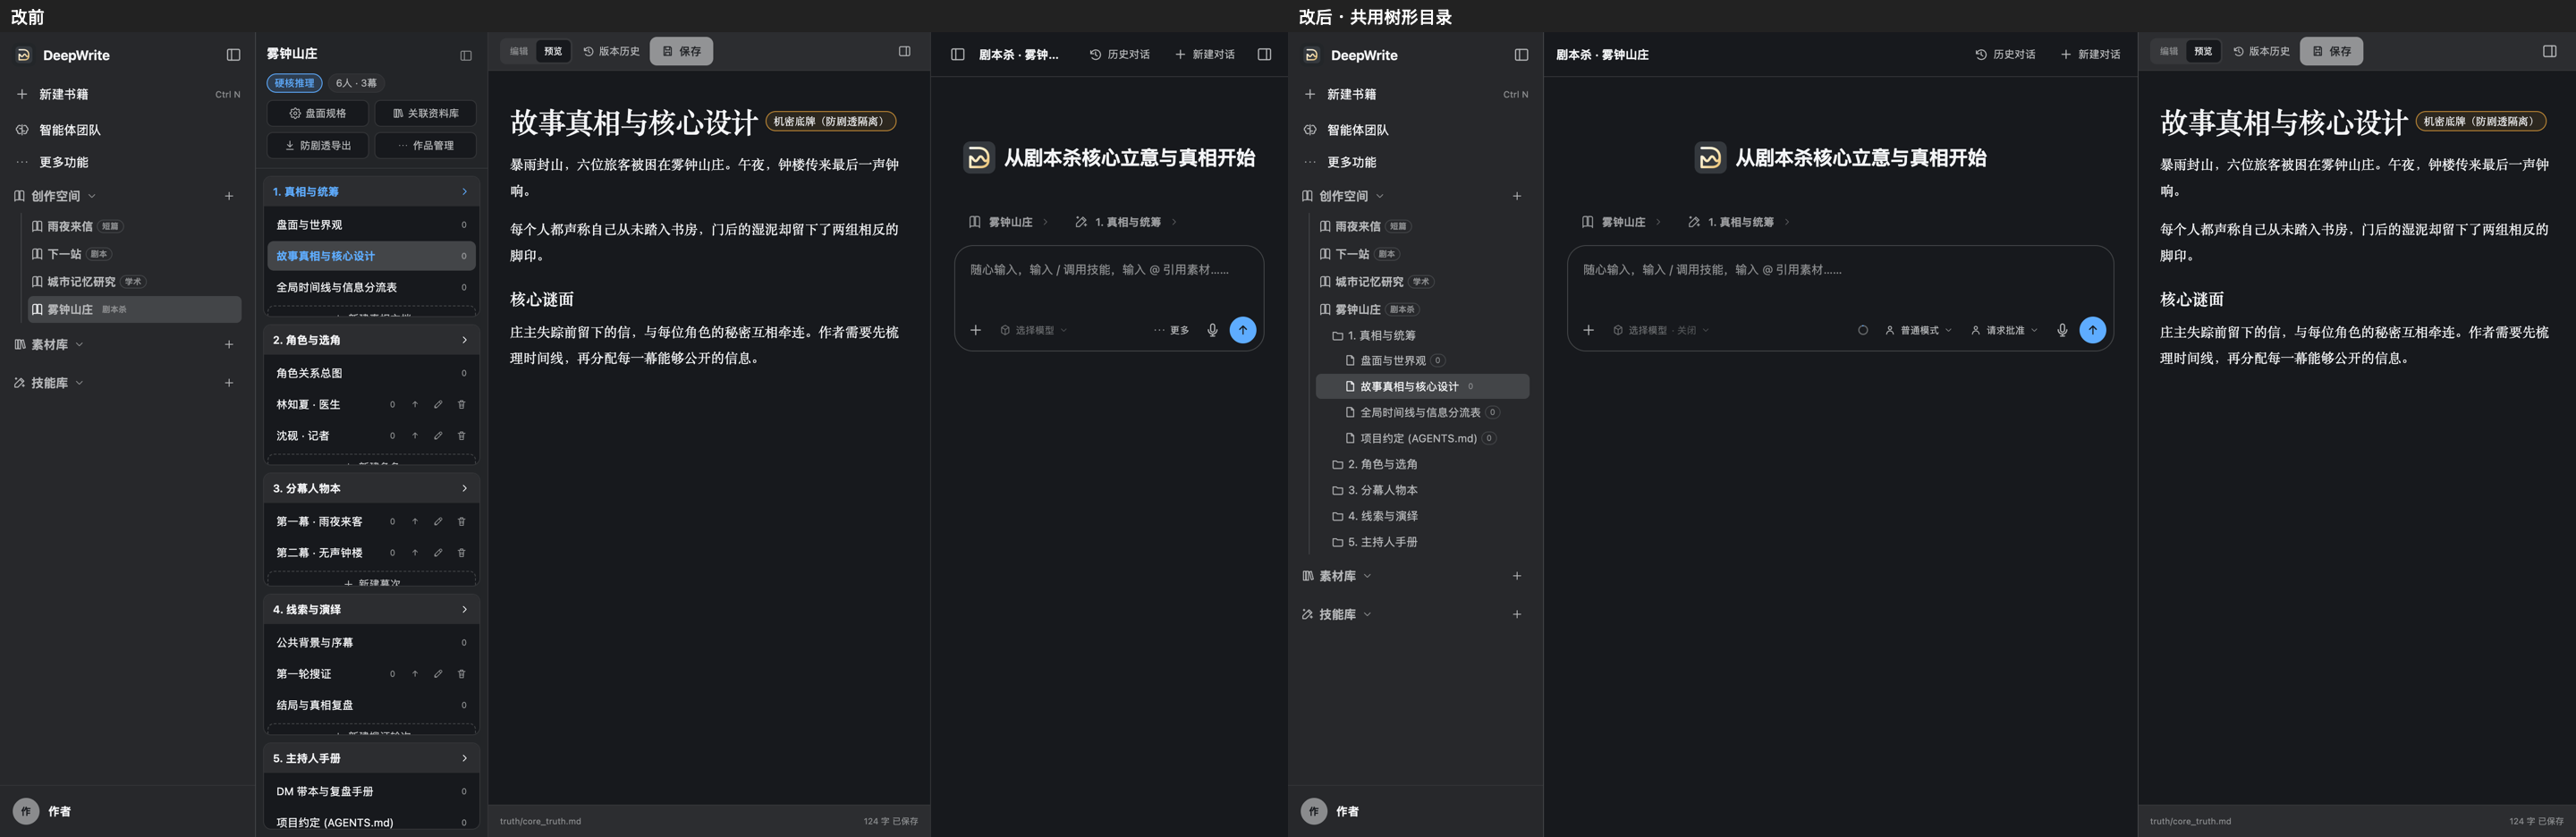 改前
DeepWrite
新建书籍 Ctrl N
智能体团队
更多功能
创作空间
雨夜来信 短篇
下一站 剧本
城市记忆研究 学术
雾钟山庄 剧本杀
素材库
技能库
作 作者
雾钟山庄
硬核推理 6人 · 3幕
盘面规格 关联资料库
防剧透导出 作品管理
1. 真相与统筹
盘面与世界观 0
故事真相与核心设计 0
全局时间线与信息分流表 0
2. 角色与选角
角色关系总图 0
林知夏 · 医生 0
沈砚 · 记者 0
3. 分幕人物本
第一幕 · 雨夜来客 0
第二幕 · 无声钟楼 0
新建幕次
4. 线索与演绎
公共背景与序幕 0
第一轮搜证 0
结局与真相复盘 0
5. 主持人手册
DM 带本与复盘手册 0
项目约定 (AGENTS.md) 0
编辑 预览 版本历史 保存
故事真相与核心设计 机密底牌（防剧透隔离）
暴雨封山，六位旅客被困在雾钟山庄。午夜，钟楼传来最后一声钟
响。
每个人都声称自己从未踏入书房，门后的湿泥却留下了两组相反的
脚印。
核心谜面
庄主失踪前留下的信，与每位角色的秘密互相牵连。作者需要先梳
理时间线，再分配每一幕能够公开的信息。
truth/core_truth.md 124 字 已保存
剧本杀 · 雾钟... 历史对话 新建对话
从剧本杀核心立意与真相开始
雾钟山庄 1. 真相与统筹
随心输入，输入 / 调用技能，输入 @ 引用素材......
选择模型 更多
改后 · 共用树形目录
DeepWrite
新建书籍 Ctrl N
智能体团队
更多功能
创作空间
雨夜来信 短篇
下一站 剧本
城市记忆研究 学术
雾钟山庄 剧本杀
1. 真相与统筹
盘面与世界观 0
故事真相与核心设计 0
全局时间线与信息分流表 0
项目约定 (AGENTS.md) 0
2. 角色与选角
3. 分幕人物本
4. 线索与演绎
5. 主持人手册
素材库
技能库
作 作者
剧本杀 · 雾钟山庄 历史对话 新建对话
从剧本杀核心立意与真相开始
雾钟山庄 1. 真相与统筹
随心输入，输入 / 调用技能，输入 @ 引用素材......
选择模型 · 关闭 普通模式 请求批准
编辑 预览 版本历史 保存
故事真相与核心设计 机密底牌（防剧透隔离）
暴雨封山，六位旅客被困在雾钟山庄。午夜，钟楼传来最后一声钟
响。
每个人都声称自己从未踏入书房，门后的湿泥却留下了两组相反的
脚印。
核心谜面
庄主失踪前留下的信，与每位角色的秘密互相牵连。作者需要先梳
理时间线，再分配每一幕能够公开的信息。
truth/core_truth.md 124 字 已保存